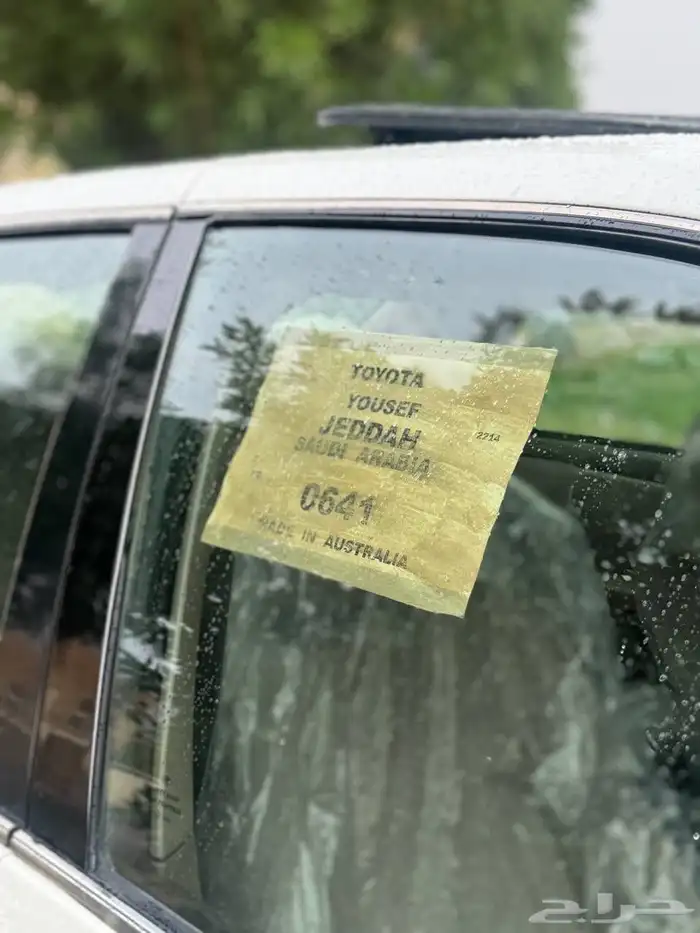 TOYOTA
YOUSEF
JEDDAH
2214
SAUDI ARABIA
0641
MADE IN AUSTRALIA
حراج